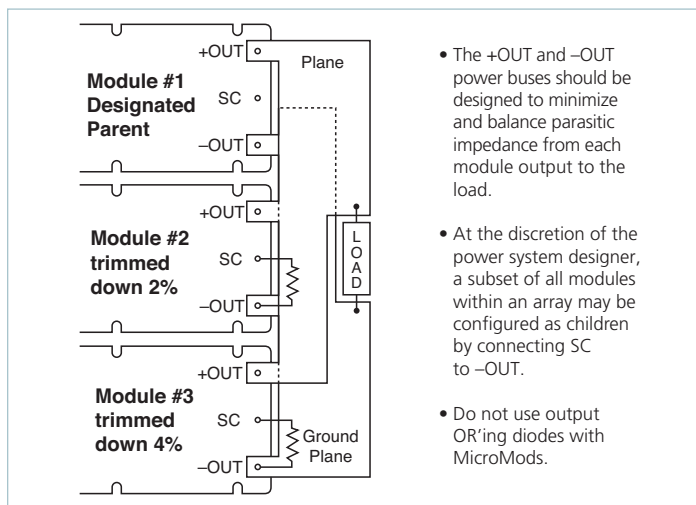 +OUT
Plane
Module #1
Designated
Parent
SC
–OUT
+OUT
Module #2
trimmed
down 2%
SC
–OUT
LOAD
+OUT
Module #3
trimmed
down 4%
SC
Ground
Plane
–OUT
• The +OUT and –OUT
power buses should be
designed to minimize
and balance parasitic
impedance from each
module output to the
load.
• At the discretion of the
power system designer,
a subset of all modules
within an array may be
configured as children
by connecting SC
to –OUT.
• Do not use output
OR’ing diodes with
MicroMods.